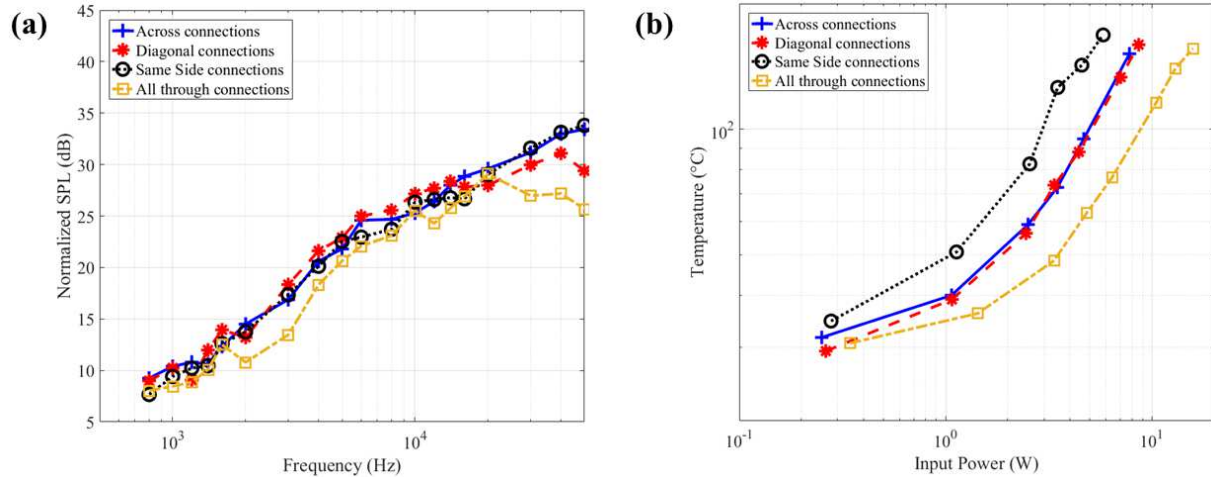 (a)
45
40
35
30
25
20
15
10
5
Normalized SPL (dB)
Across connections
Diagonal connections
Same Side connections
All through connections
10³
10⁴
Frequency (Hz)
(b)
10²
Temperature (°C)
Across connections
Diagonal connections
Same Side connections
All through connections
10⁻¹
10⁰
10¹
Input Power (W)